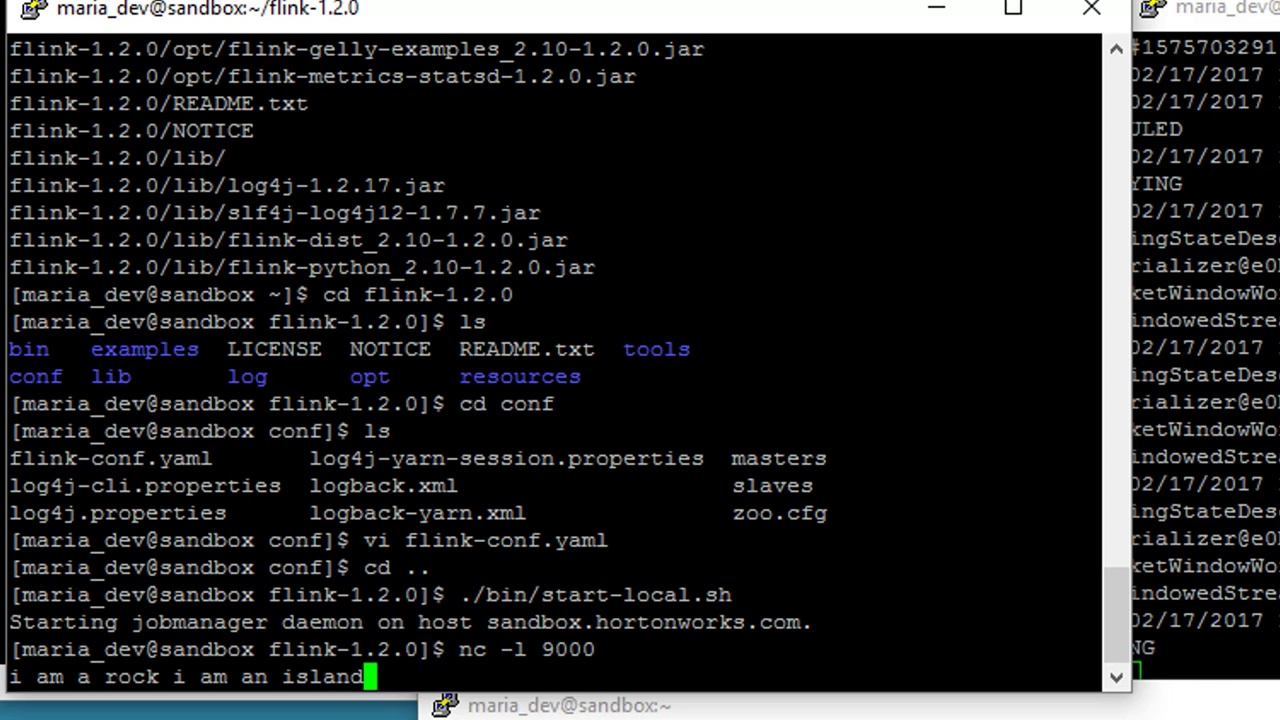 maria_dev@sandbox:~/flink-1.2.0
flink-1.2.0/opt/flink-gelly-examples_2.10-1.2.0.jar
flink-1.2.0/opt/flink-metrics-statsd-1.2.0.jar
flink-1.2.0/README.txt
flink-1.2.0/NOTICE
flink-1.2.0/lib/
flink-1.2.0/lib/log4j-1.2.17.jar
flink-1.2.0/lib/slf4j-log4j12-1.7.7.jar
flink-1.2.0/lib/flink-dist_2.10-1.2.0.jar
flink-1.2.0/lib/flink-python_2.10-1.2.0.jar
[maria_dev@sandbox ~]$ cd flink-1.2.0
[maria_dev@sandbox flink-1.2.0]$ ls
bin examples LICENSE NOTICE README.txt tools
conf lib log opt resources
[maria_dev@sandbox flink-1.2.0]$ cd conf
[maria_dev@sandbox conf]$ ls
flink-conf.yaml log4j-yarn-session.properties masters
log4j-cli.properties logback.xml slaves
log4j.properties logback-yarn.xml zoo.cfg
[maria_dev@sandbox conf]$ vi flink-conf.yaml
[maria_dev@sandbox conf]$ cd ..
[maria_dev@sandbox flink-1.2.0]$ ./bin/start-local.sh
Starting jobmanager daemon on host sandbox.hortonworks.com.
[maria_dev@sandbox flink-1.2.0]$ nc -l 9000
i am a rock i am an island
maria_dev@
#1575703291
02/17/2017
02/17/2017
ULED
02/17/2017
YING
02/17/2017
ingStateDes
rializer@e0
ketWindowWo
indowedStre
02/17/2017
ingStateDes
rializer@e0
ketWindowWo
indowedStre
02/17/2017
ingStateDes
rializer@e0
ketWindowWo
indowedStre
02/17/2017
NG
maria_dev@sandbox:~